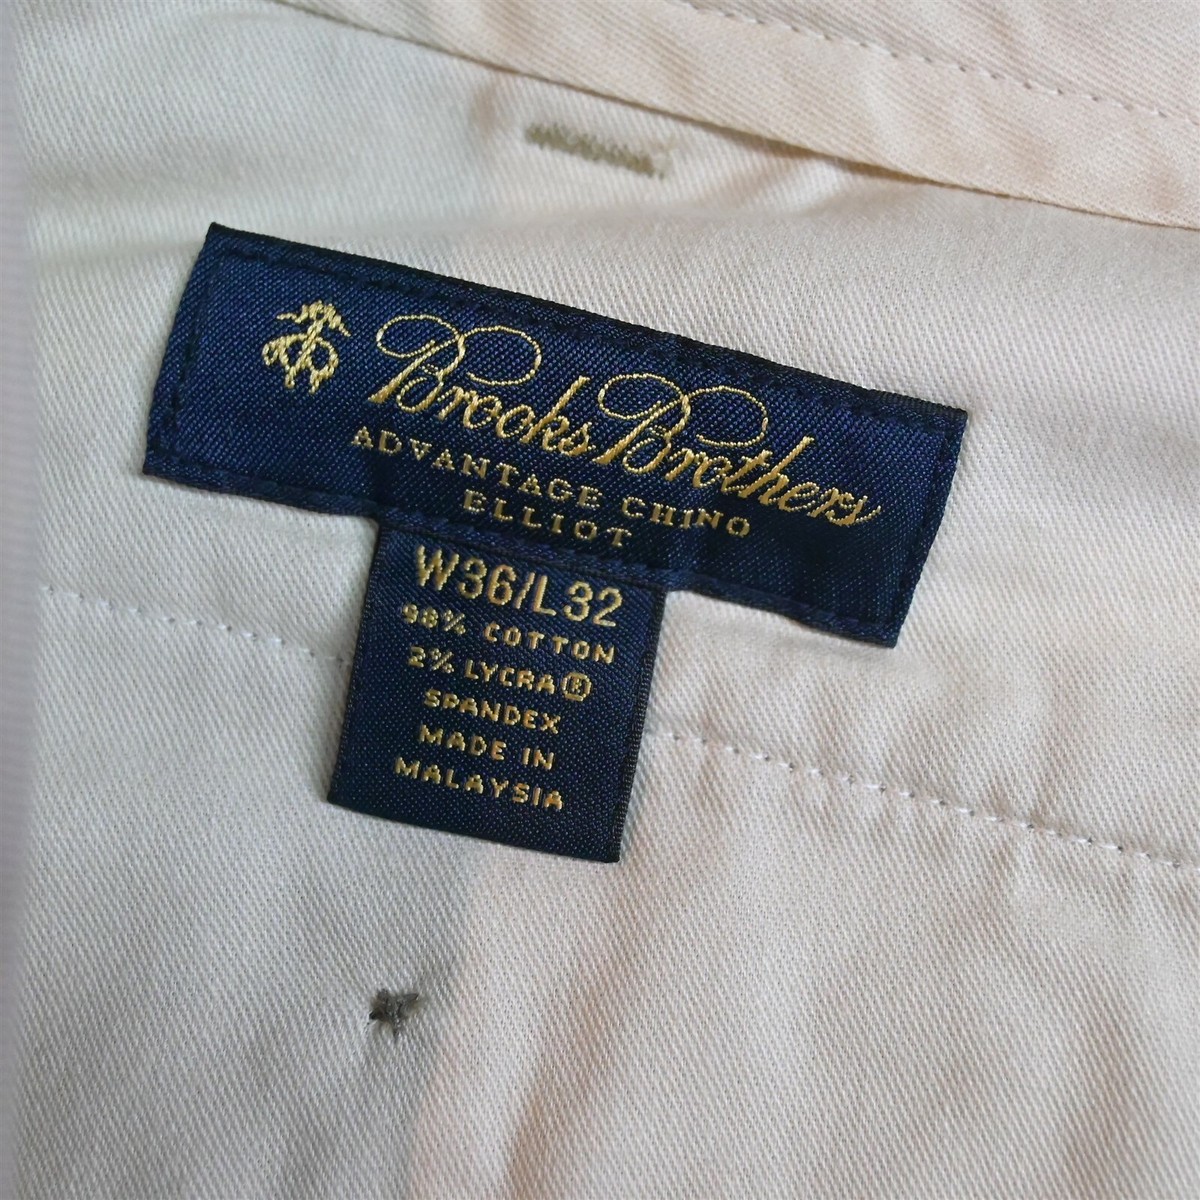 Brooks Brothers
ADVANTAGE CHINO
ELLIOT
W36/L32
98% COTTON
2% LYCRA®
SPANDEX
MADE IN
MALAYSIA